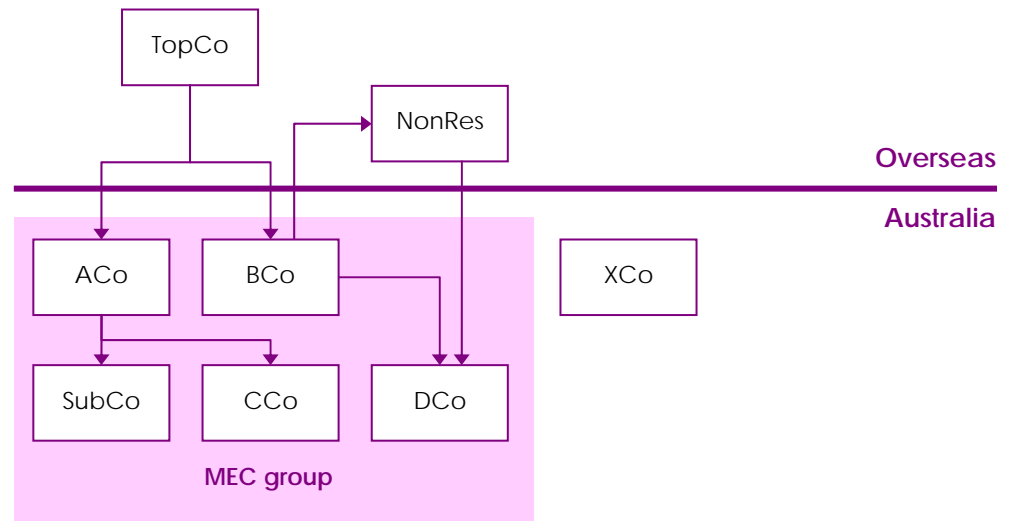 TopCo
NonRes
Overseas
Australia
ACo
BCo
XCo
SubCo
CCo
DCo
MEC group